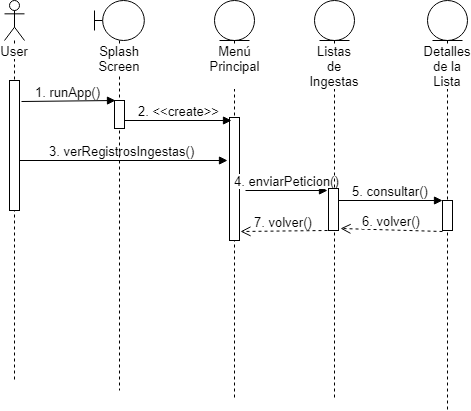 User
Splash
Screen
Menú
Principal
Listas
de
Ingestas
Detalles
de la
Lista
1. runApp()
2. <<create>>
3. verRegistrosIngestas()
4. enviarPeticion()
5. consultar()
6. volver()
7. volver()